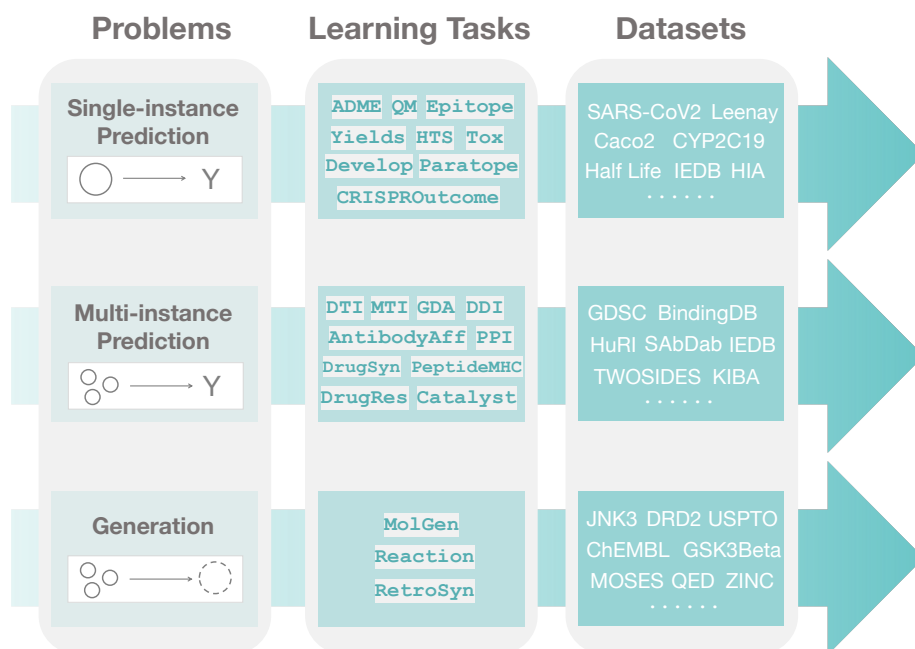 Problems Learning Tasks Datasets
Single-instance
Prediction
Y
ADME QM Epitope
Yields HTS Tox
Develop Paratope
CRISPROutcome
SARS-CoV2 Leenay
Caco2 CYP2C19
Half Life IEDB HIA
. . . . . .
Multi-instance
Prediction
Y
DTI MTI GDA DDI
AntibodyAff PPI
DrugSyn PeptideMHC
DrugRes Catalyst
GDSC BindingDB
HuRI SAbDab IEDB
TWOSIDES KIBA
. . . . . .
Generation
MolGen
Reaction
RetroSyn
JNK3 DRD2 USPTO
ChEMBL GSK3Beta
MOSES QED ZINC
. . . . . .